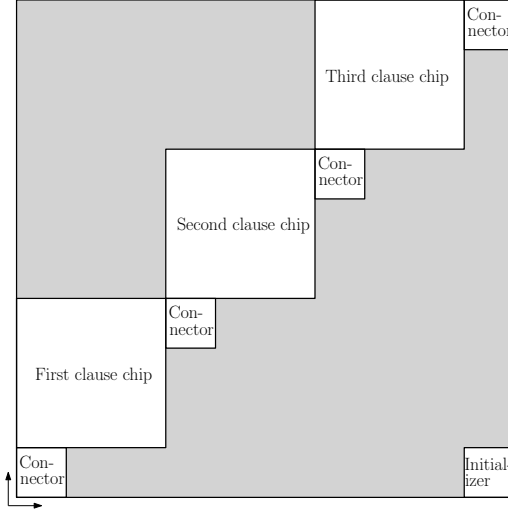 Con-
nector
Third clause chip
Con-
nector
Second clause chip
Con-
nector
First clause chip
Con-
nector
Initial-
izer